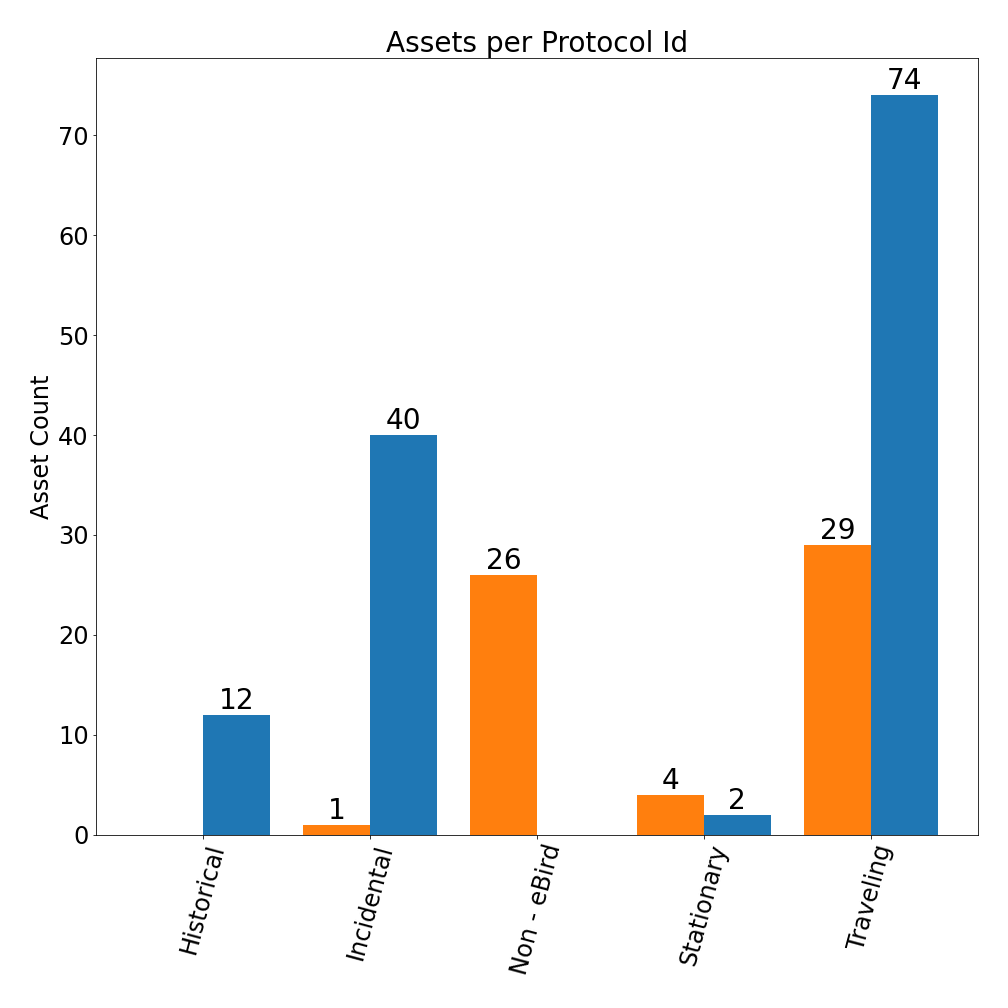 Assets per Protocol Id
Asset Count
70
60
50
40
30
20
10
0
12
1
40
26
4
2
29
74
Historical
Incidental
Non - eBird
Stationary
Traveling